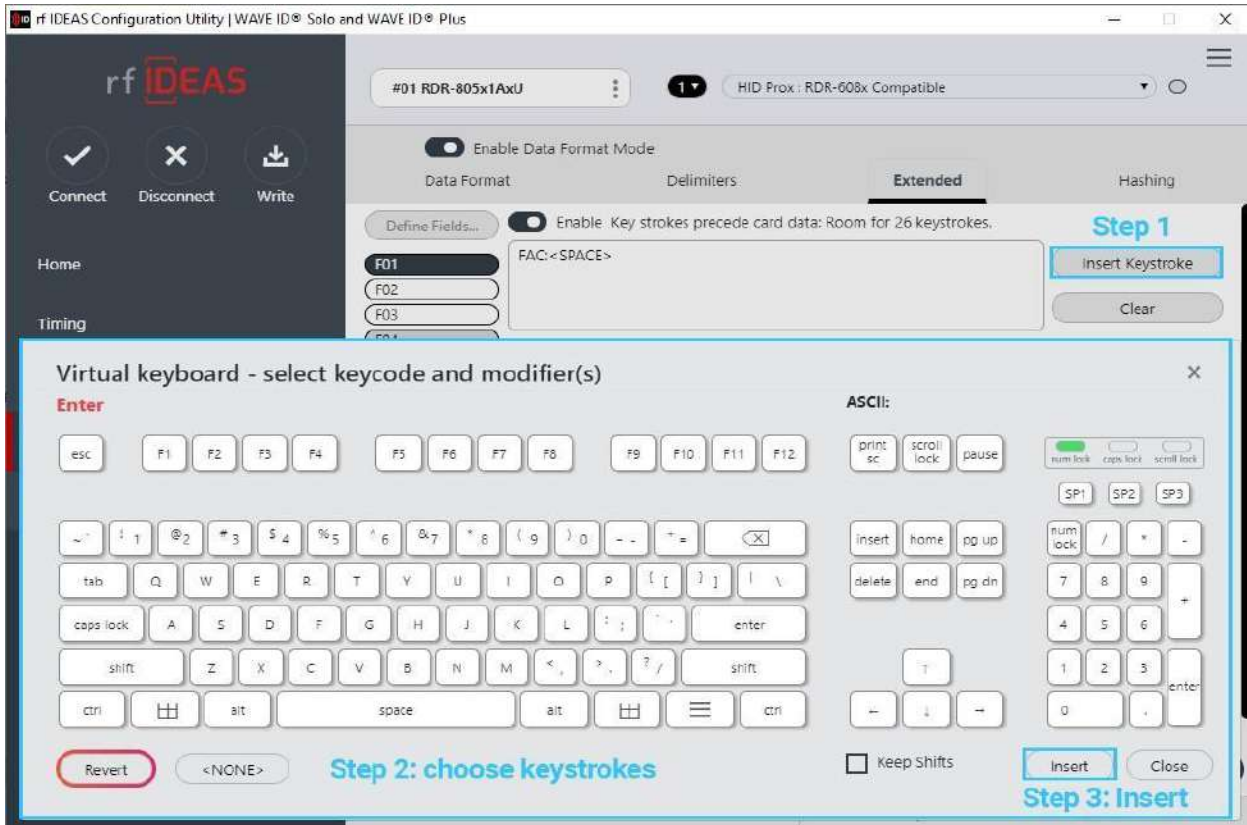 rf IDEAS Configuration Utility | WAVE ID® Solo and WAVE ID® Plus
rf IDEAS
#01 RDR-805x1AxU
1
HID Prox : RDR-608x Compatible
Connect
Disconnect
Write
Enable Data Format Mode
Data Format
Delimiters
Extended
Hashing
Home
Timing
Define Fields...
Enable Key strokes precede card data: Room for 26 keystrokes.
Step 1
F01
F02
F03
FAC:<SPACE>
Insert Keystroke
Clear
Virtual keyboard - select keycode and modifier(s)
Enter
ASCII:
esc F1 F2 F3 F4 F5 F6 F7 F8 F9 F10 F11 F12
print sc scroll lock pause
num lock caps lock scroll lock
SP1 SP2 SP3
~ ` ! 1 @ 2 # 3 $ 4 % 5 ^ 6 & 7 * 8 ( 9 ) 0 - - + =
insert home pg up
num lock / * -
tab Q W E R T Y U I O P { [ } ] | \
delete end pg dn
7 8 9 +
caps lock A S D F G H J K L : ; enter
4 5 6
shift Z X C V B N M < , > . ? / shift
↑
1 2 3 enter
ctrl alt space alt ctrl
← ↓ →
0 .
Revert
<NONE>
Step 2: choose keystrokes
Keep Shifts
Insert
Close
Step 3: Insert